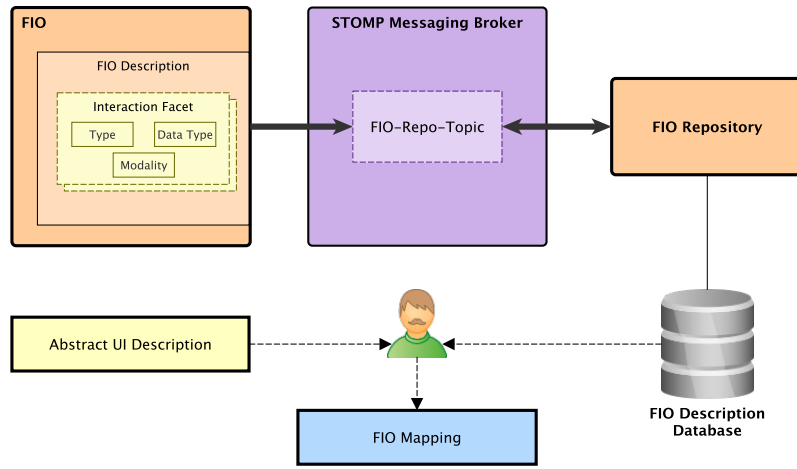 FIO
FIO Description
Interaction Facet
Type
Data Type
Modality
STOMP Messaging Broker
FIO-Repo-Topic
FIO Repository
Abstract UI Description
FIO Description
Database
FIO Mapping